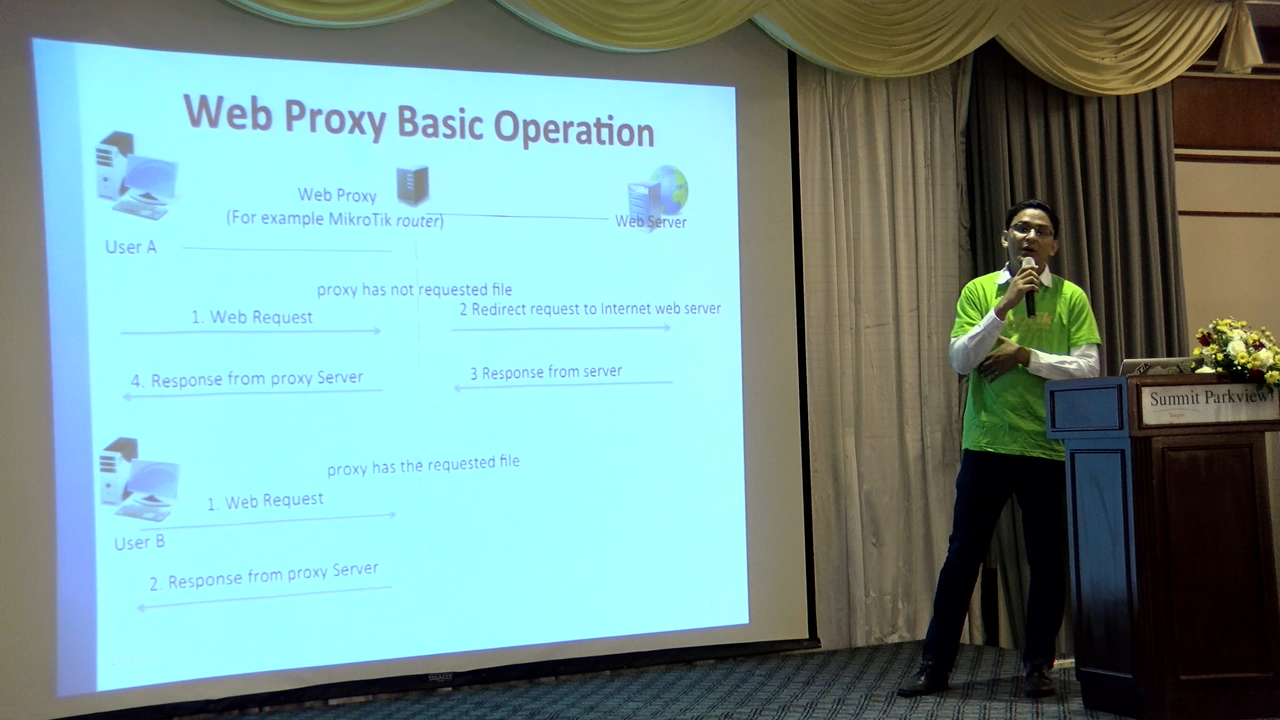 Web Proxy Basic Operation
Web Proxy
(For example MikroTik router)
Web Server
User A
proxy has not requested file
1. Web Request
2 Redirect request to Internet web server
4. Response from proxy Server
3 Response from server
proxy has the requested file
1. Web Request
User B
2. Response from proxy Server
Summit Parkview